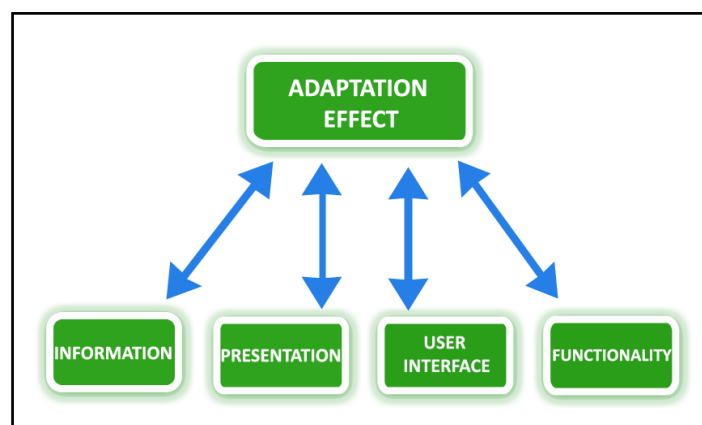 ADAPTATION
EFFECT
INFORMATION
PRESENTATION
USER
INTERFACE
FUNCTIONALITY